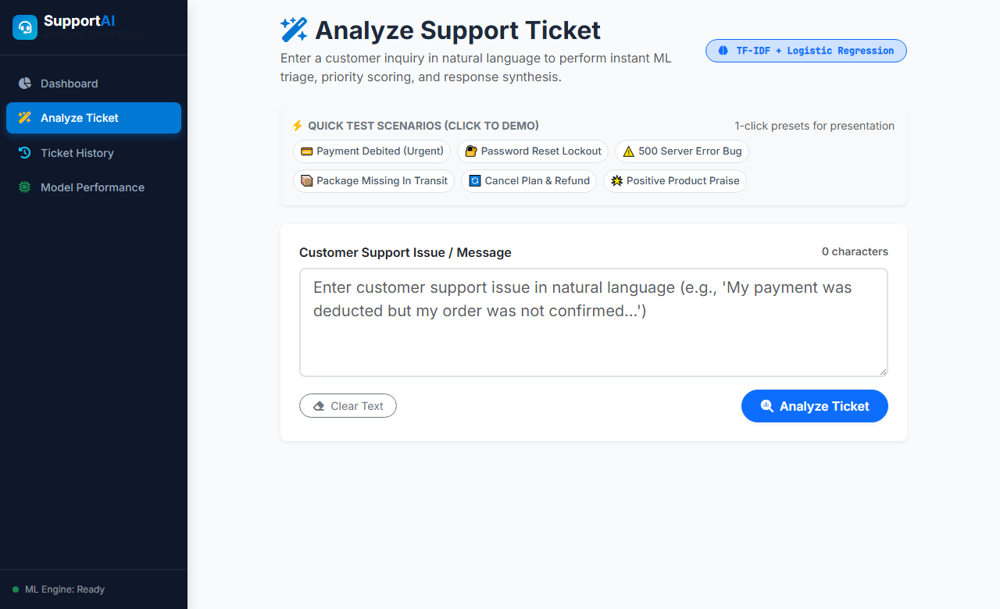 SupportAI
Intelligent Ticket Triage
Dashboard
Analyze Ticket
Ticket History
Model Performance
ML Engine: Ready
Analyze Support Ticket
Enter a customer inquiry in natural language to perform instant ML
triage, priority scoring, and response synthesis.
TF-IDF + Logistic Regression
QUICK TEST SCENARIOS (CLICK TO DEMO)
1-click presets for presentation
Payment Debited (Urgent)
Password Reset Lockout
500 Server Error Bug
Package Missing In Transit
Cancel Plan & Refund
Positive Product Praise
Customer Support Issue / Message
0 characters
Enter customer support issue in natural language (e.g., 'My payment was
deducted but my order was not confirmed...')
Clear Text
Analyze Ticket